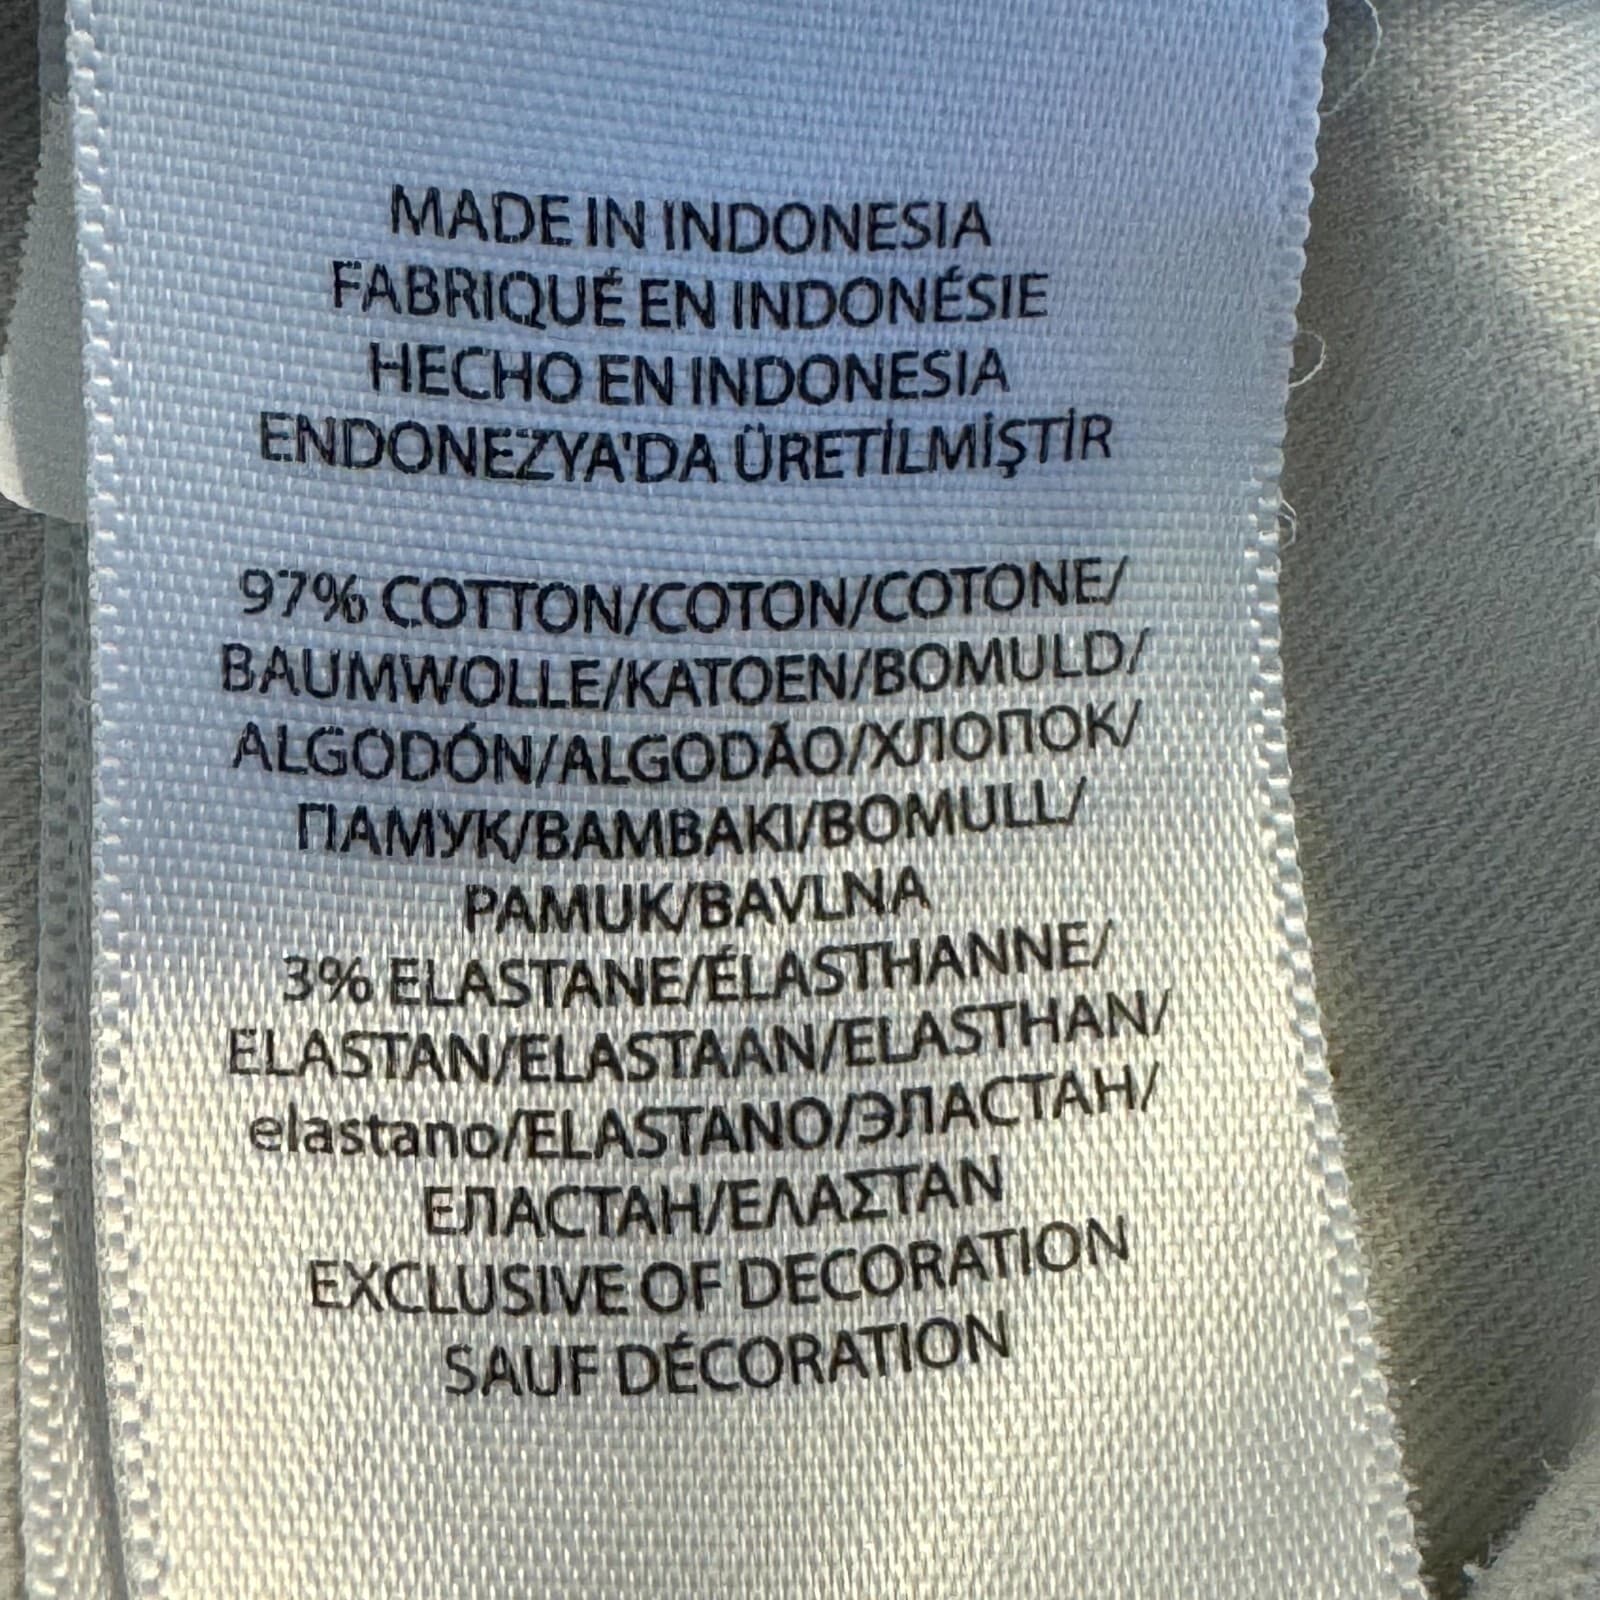 MADE IN INDONESIA
FABRIQUÉ EN INDONÉSIE
HECHO EN INDONESIA
ENDONEZYA'DA ÜRETİLMİŞTİR
97% COTTON/COTON/COTONE/
BAUMWOLLE/KATOEN/BOMULD/
ALGODÓN/ALGODÃO/ХЛОПОК/
ПАМУК/BAMBAKI/BOMULL/
PAMUK/BAVLNA
3% ELASTANE/ÉLASTHANNE/
ELASTAN/ELASTAAN/ELASTHAN/
elastano/ELASTANO/ЭЛАСТАН/
ЕЛАСТАН/ΕΛΑΣΤΑΝ
EXCLUSIVE OF DECORATION
SAUF DÉCORATION